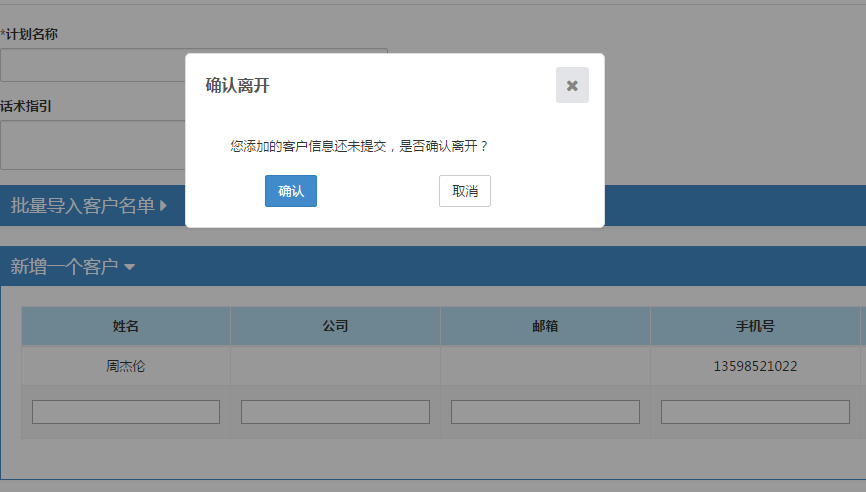 *计划名称
确认离开
话术指引
您添加的客户信息还未提交，是否确认离开？
确认 取消
批量导入客户名单
新增一个客户
姓名 公司 邮箱 手机号
周杰伦 13598521022